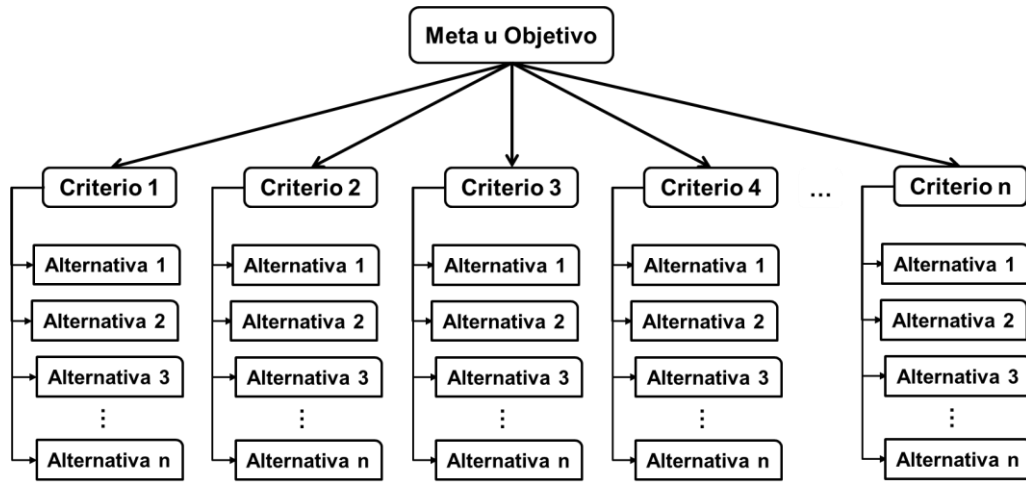 Meta u Objetivo
Criterio 1
Criterio 2
Criterio 3
Criterio 4
...
Criterio n
Alternativa 1
Alternativa 2
Alternativa 3
⋮
Alternativa n
Alternativa 1
Alternativa 2
Alternativa 3
⋮
Alternativa n
Alternativa 1
Alternativa 2
Alternativa 3
⋮
Alternativa n
Alternativa 1
Alternativa 2
Alternativa 3
⋮
Alternativa n
Alternativa 1
Alternativa 2
Alternativa 3
⋮
Alternativa n